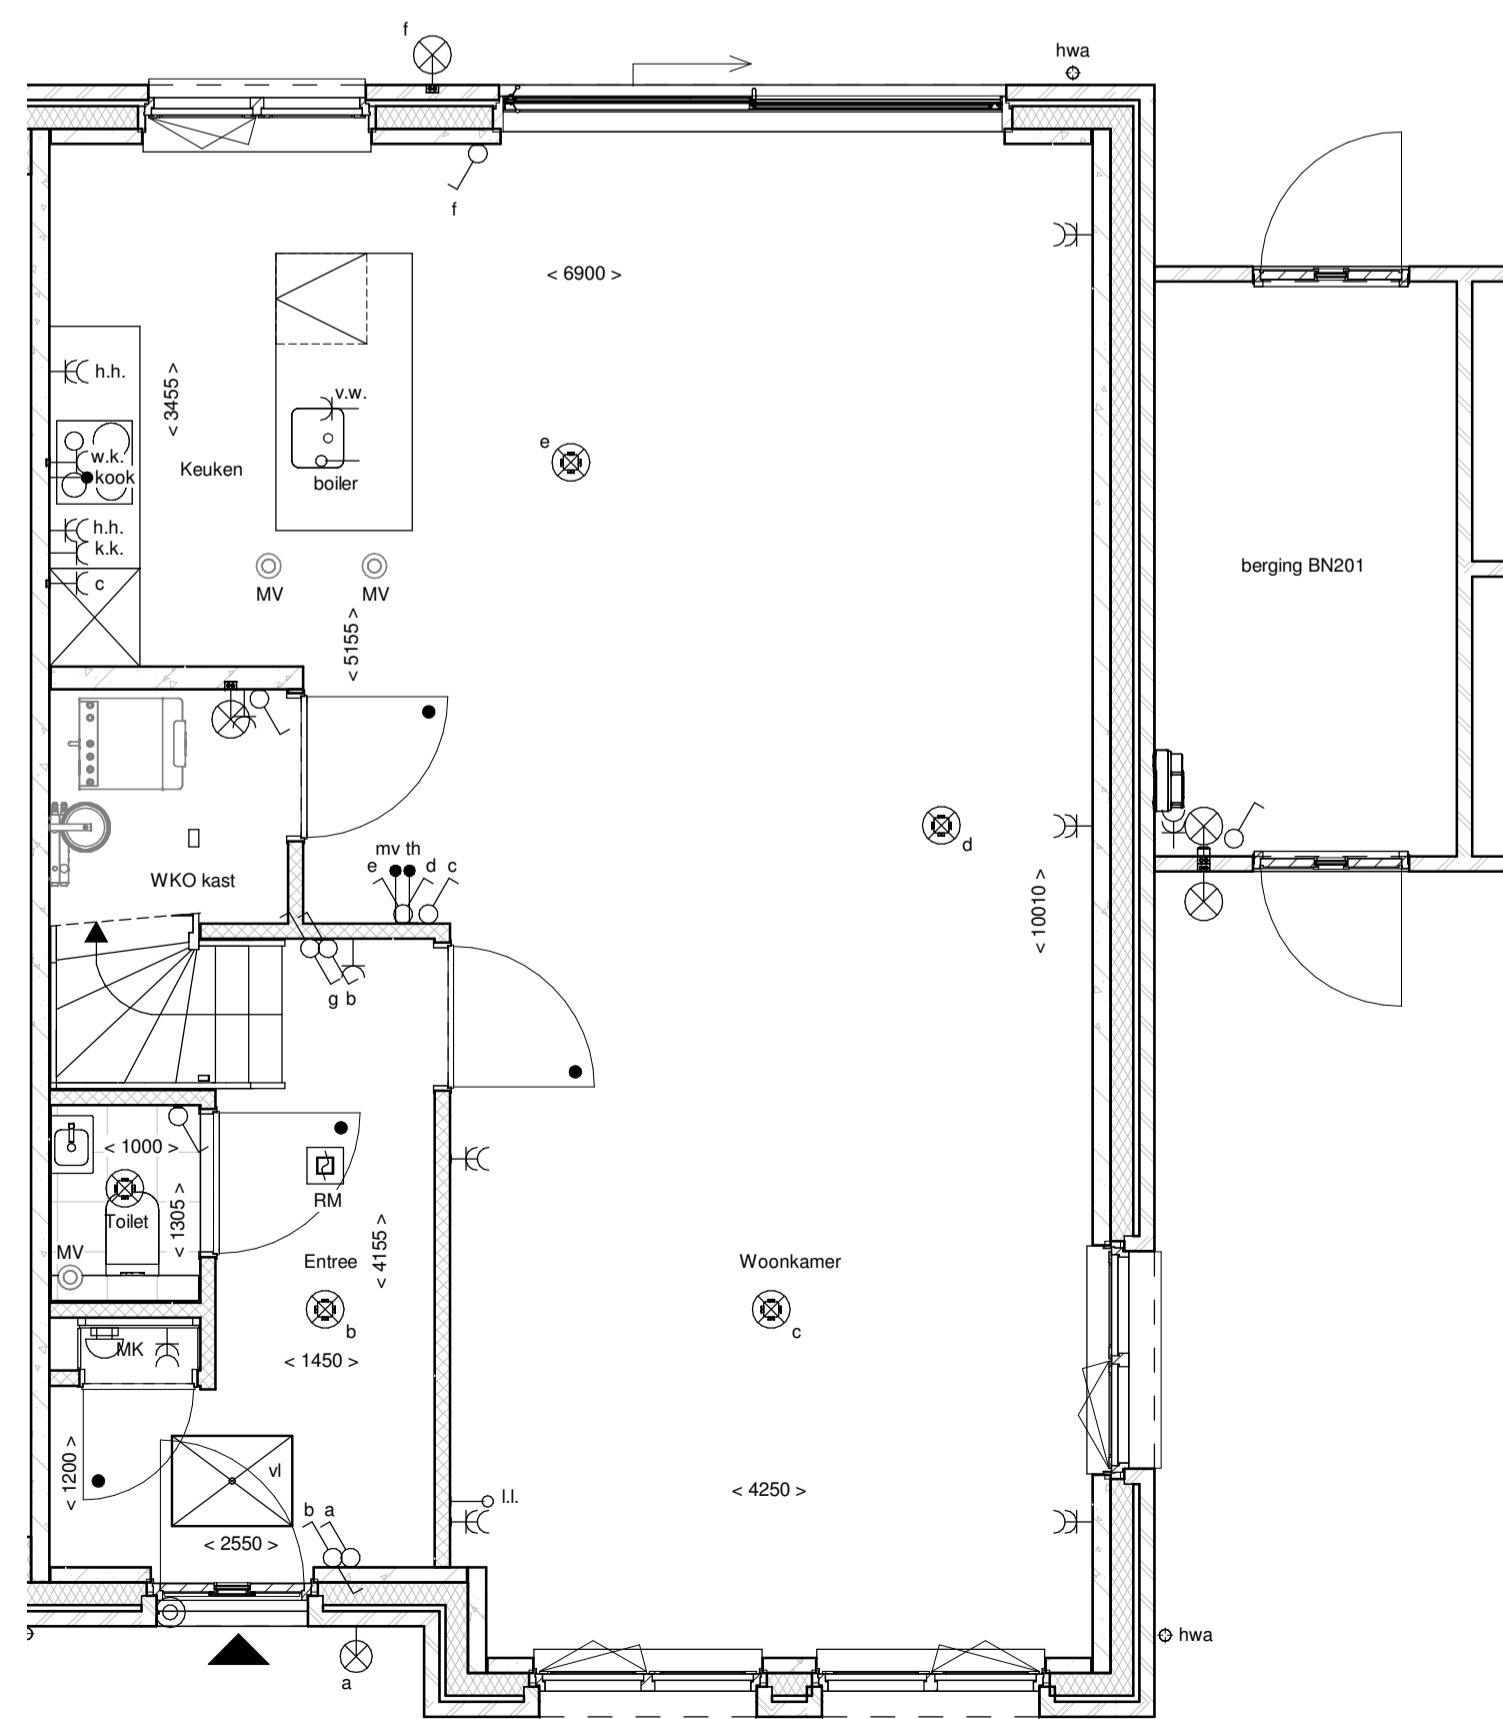 f
hwa
f
< 6900 >
h.h.
< 3455 >
v.w.
e
w.k.
Keuken
kook
boiler
h.h.
k.k.
berging BN201
c
MV
MV
< 5155 >
d
mv th
e
d
c
WKO kast
< 10010 >
g b
< 1000 >
RM
Toilet
< 1305 >
MV
Entree
< 4155 >
Woonkamer
b
c
MK
< 1450 >
< 1200 >
vl
< 4250 >
l.l.
b a
< 2550 >
hwa
a